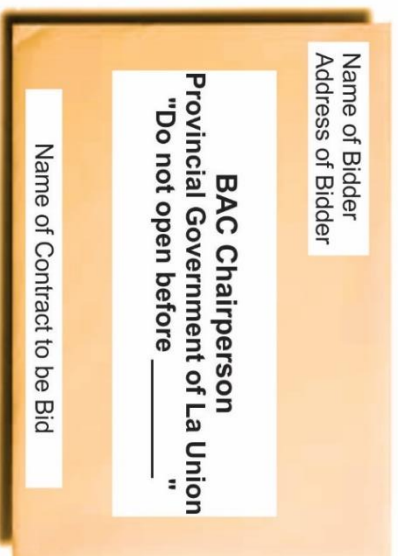 Name of Bidder
Address of Bidder
BAC Chairperson
Provincial Government of La Union
"Do not open before ______ "
Name of Contract to be Bid